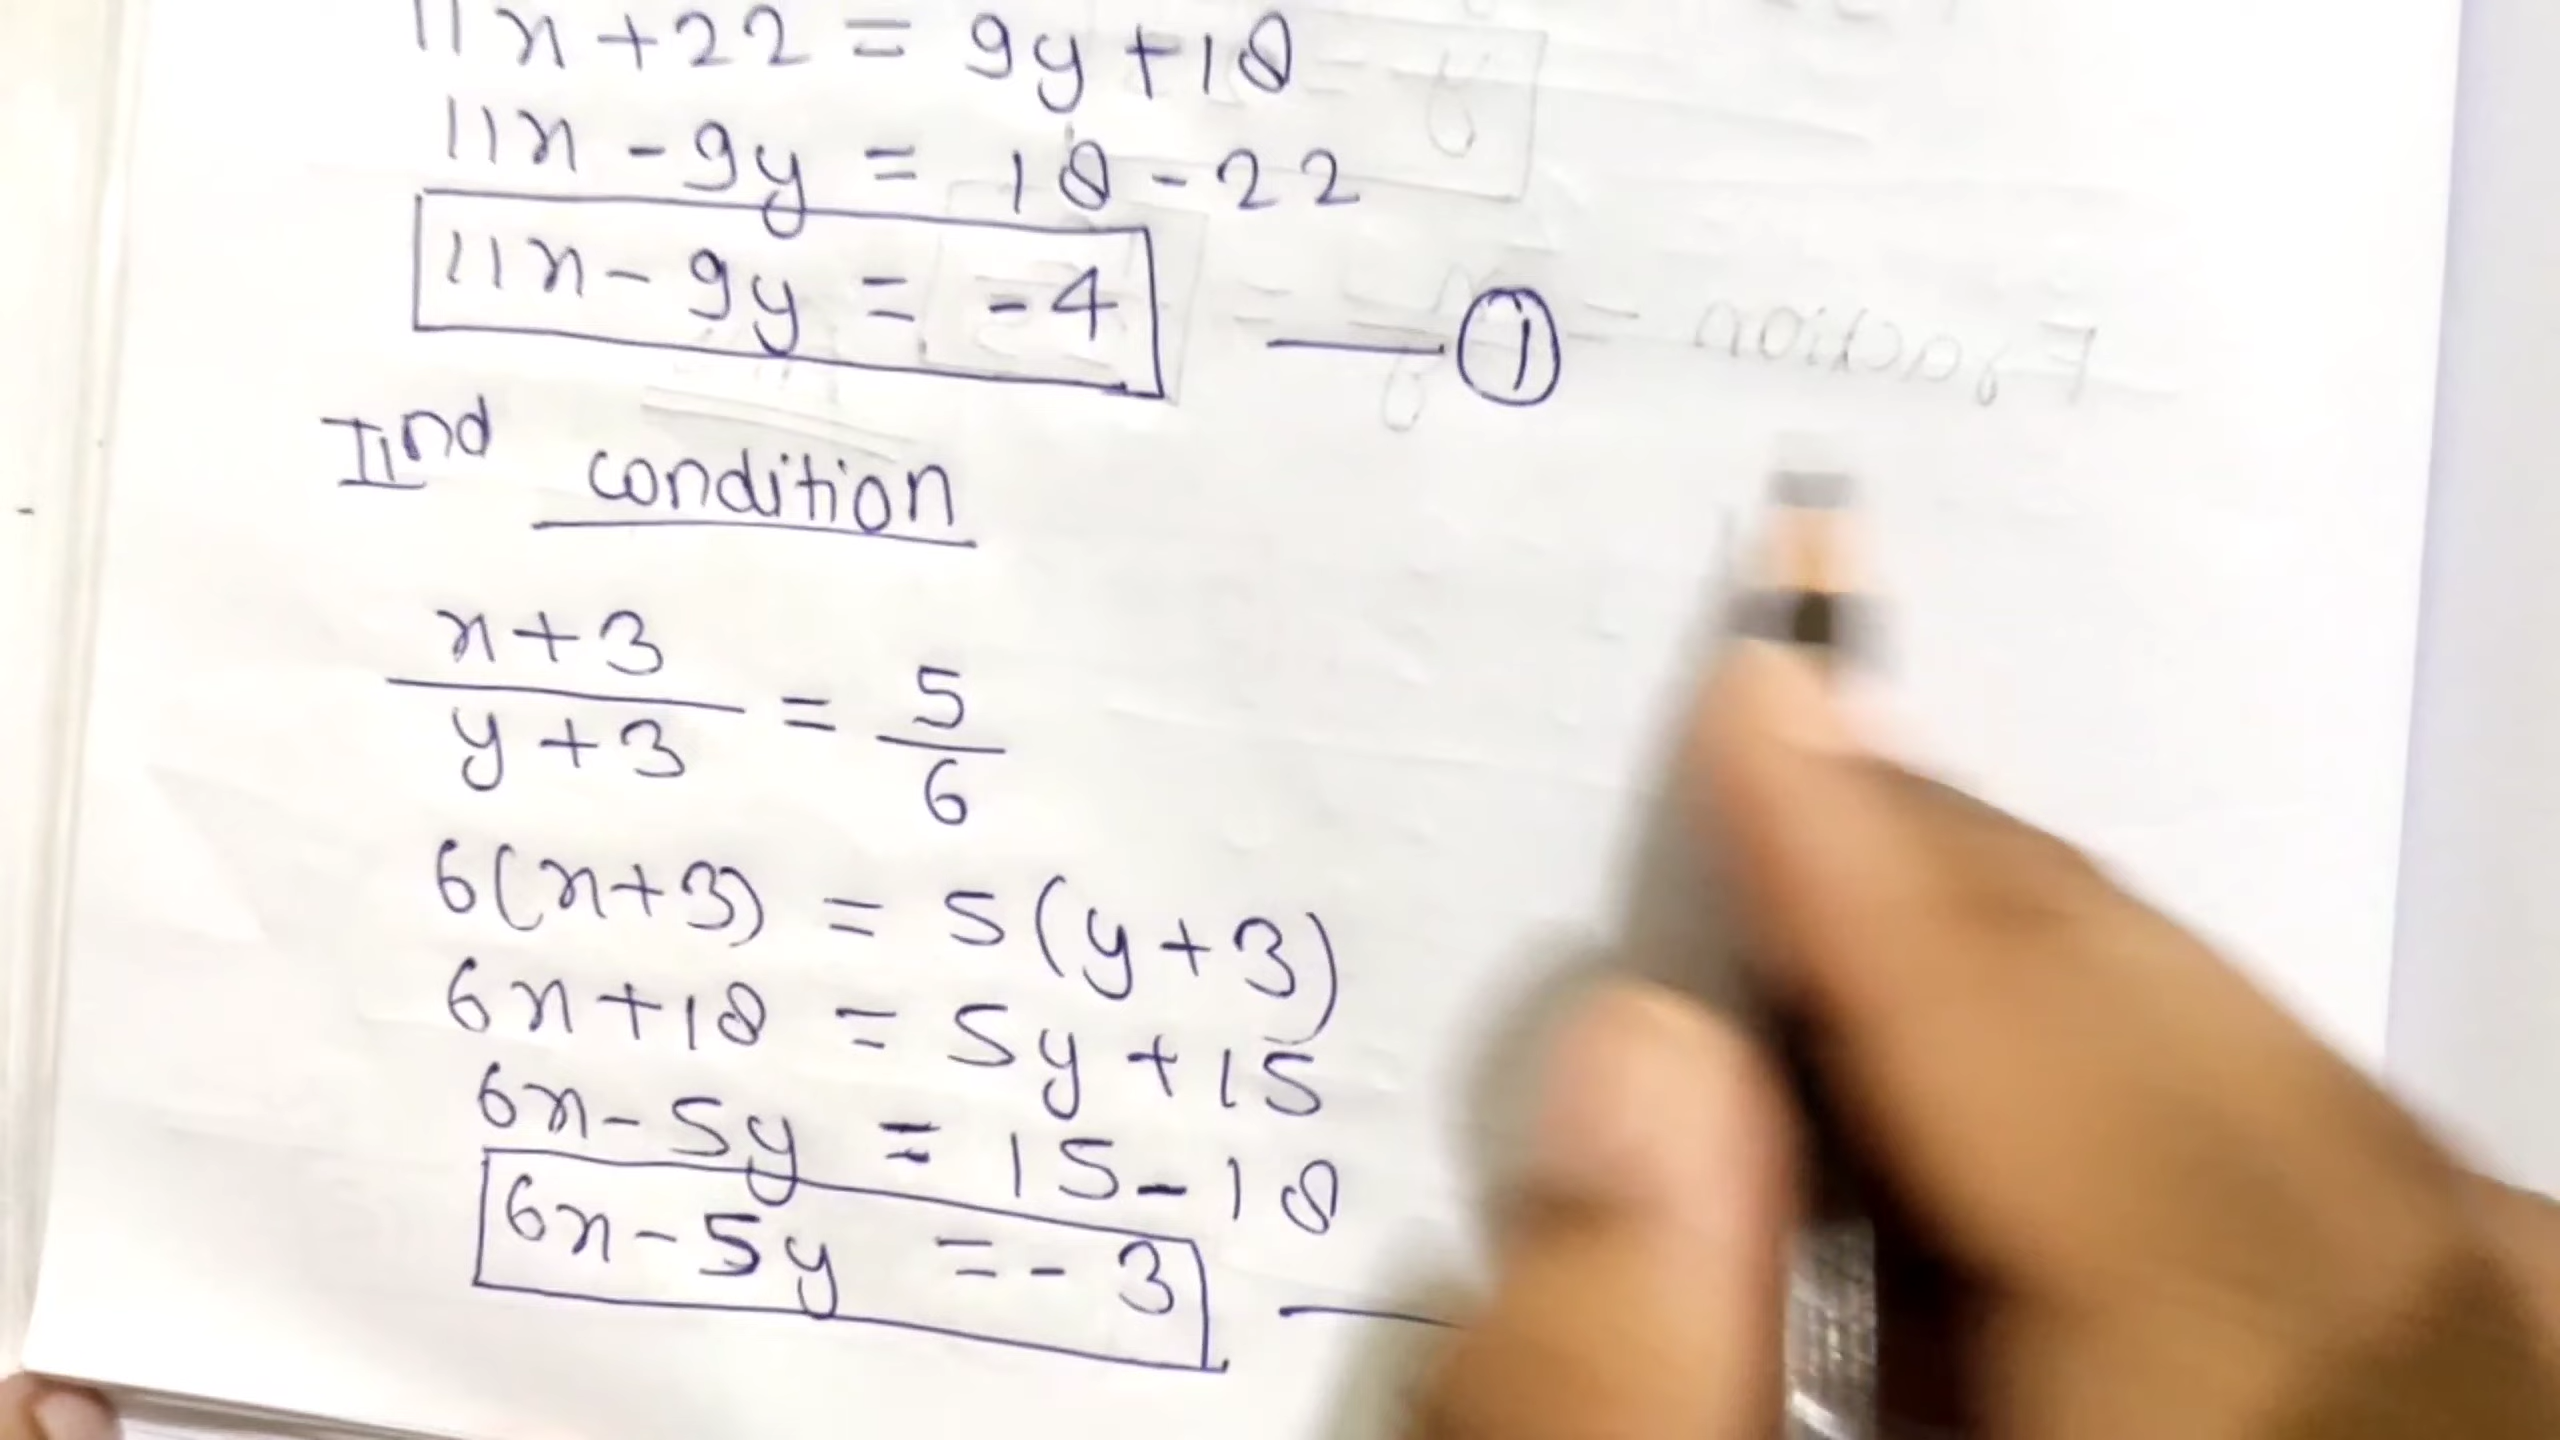 11x+22 = 9y+18
11x-9y = 18-22
11x-9y = -4 —①
IInd condition
x+3/y+3 = 5/6
6(x+3) = 5(y+3)
6x+18 = 5y+15
6x-5y = 15-18
6x-5y = -3 —